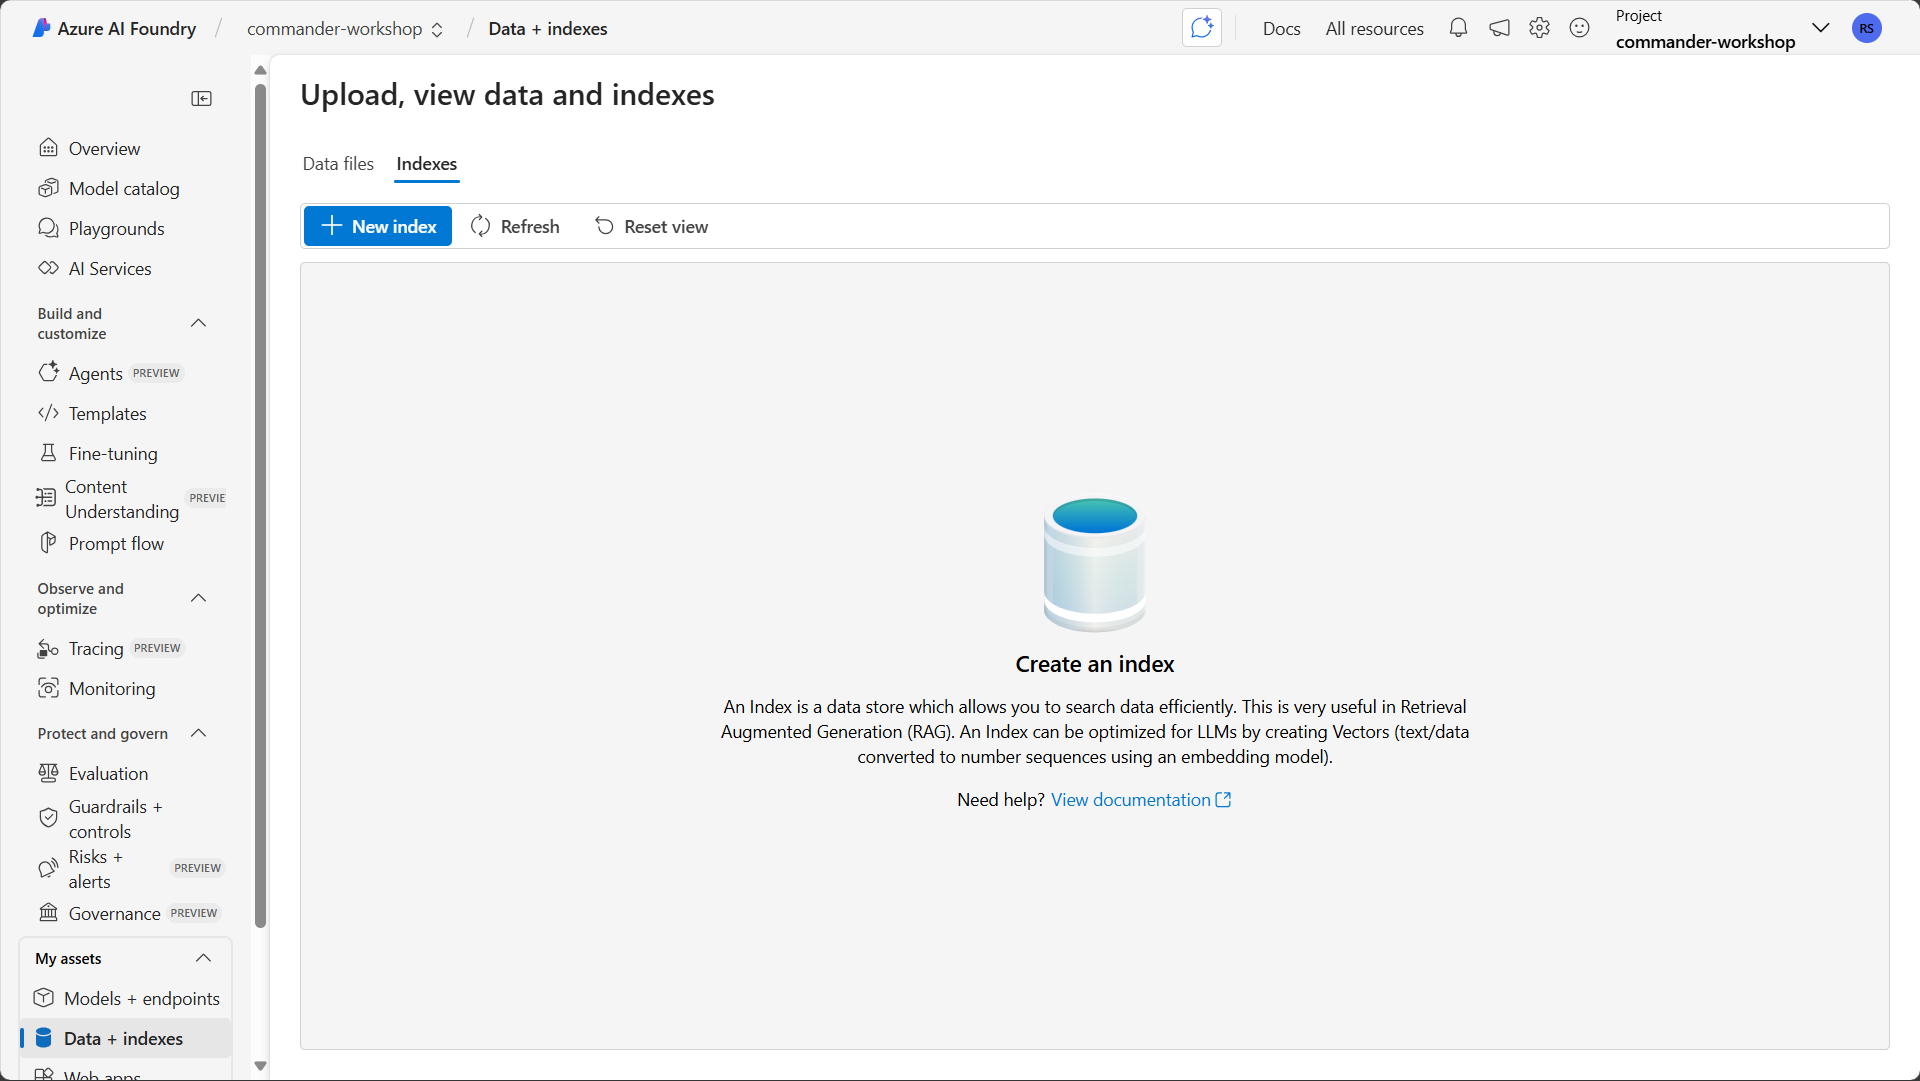 Azure AI Foundry / commander-workshop / Data + indexes
Docs
All resources
Project
commander-workshop
RS
Overview
Model catalog
Playgrounds
AI Services
Build and
customize
Agents PREVIEW
Templates
Fine-tuning
Content
Understanding PREVIE
Prompt flow
Observe and
optimize
Tracing PREVIEW
Monitoring
Protect and govern
Evaluation
Guardrails +
controls
Risks +
alerts PREVIEW
Governance PREVIEW
My assets
Models + endpoints
Data + indexes
Web apps
Upload, view data and indexes
Data files Indexes
New index Refresh Reset view
Create an index
An Index is a data store which allows you to search data efficiently. This is very useful in Retrieval
Augmented Generation (RAG). An Index can be optimized for LLMs by creating Vectors (text/data
converted to number sequences using an embedding model).
Need help? View documentation